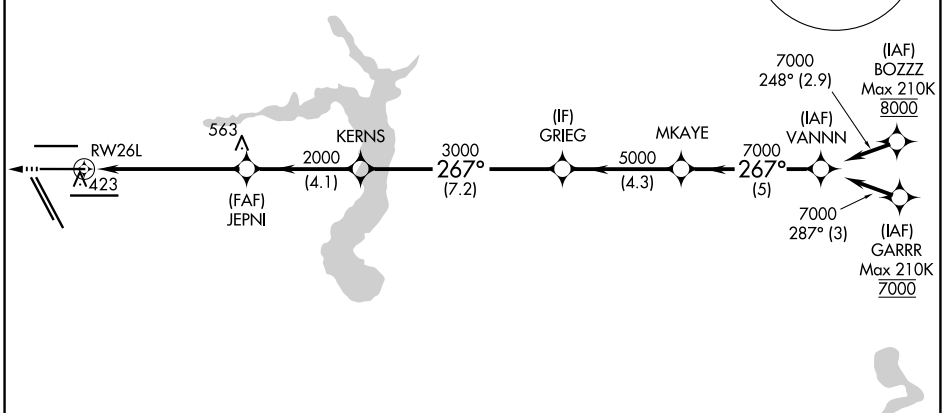 7000
248° (2.9)
(IAF)
BOZZZ
Max 210K
8000
563
KERNS
(IF)
GRIEG
MKAYE
(IAF)
VANNN
RW26L
2000
(4.1)
3000
267°
(7.2)
5000
(4.3)
7000
267°
(5)
423
(FAF)
JEPNI
7000
287° (3)
(IAF)
GARRR
Max 210K
7000